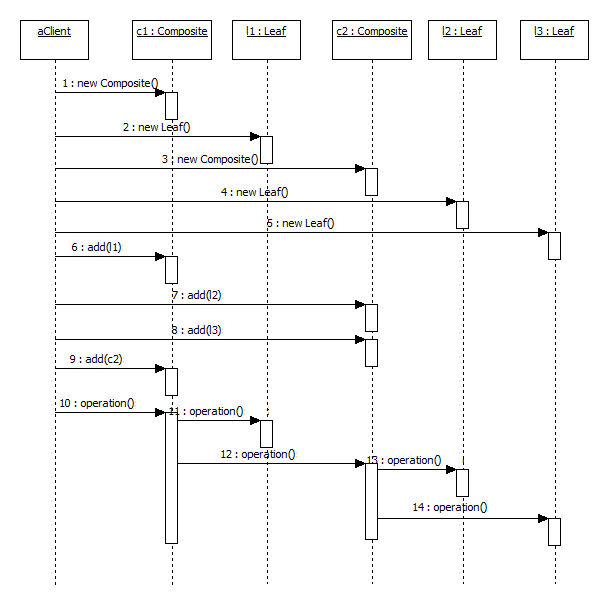 aClient
c1 : Composite
l1 : Leaf
c2 : Composite
l2 : Leaf
l3 : Leaf
1 : new Composite()
2 : new Leaf()
3 : new Composite()
4 : new Leaf()
5 : new Leaf()
6 : add(l1)
7 : add(l2)
8 : add(l3)
9 : add(c2)
10 : operation()
11 : operation()
12 : operation()
13 : operation()
14 : operation()